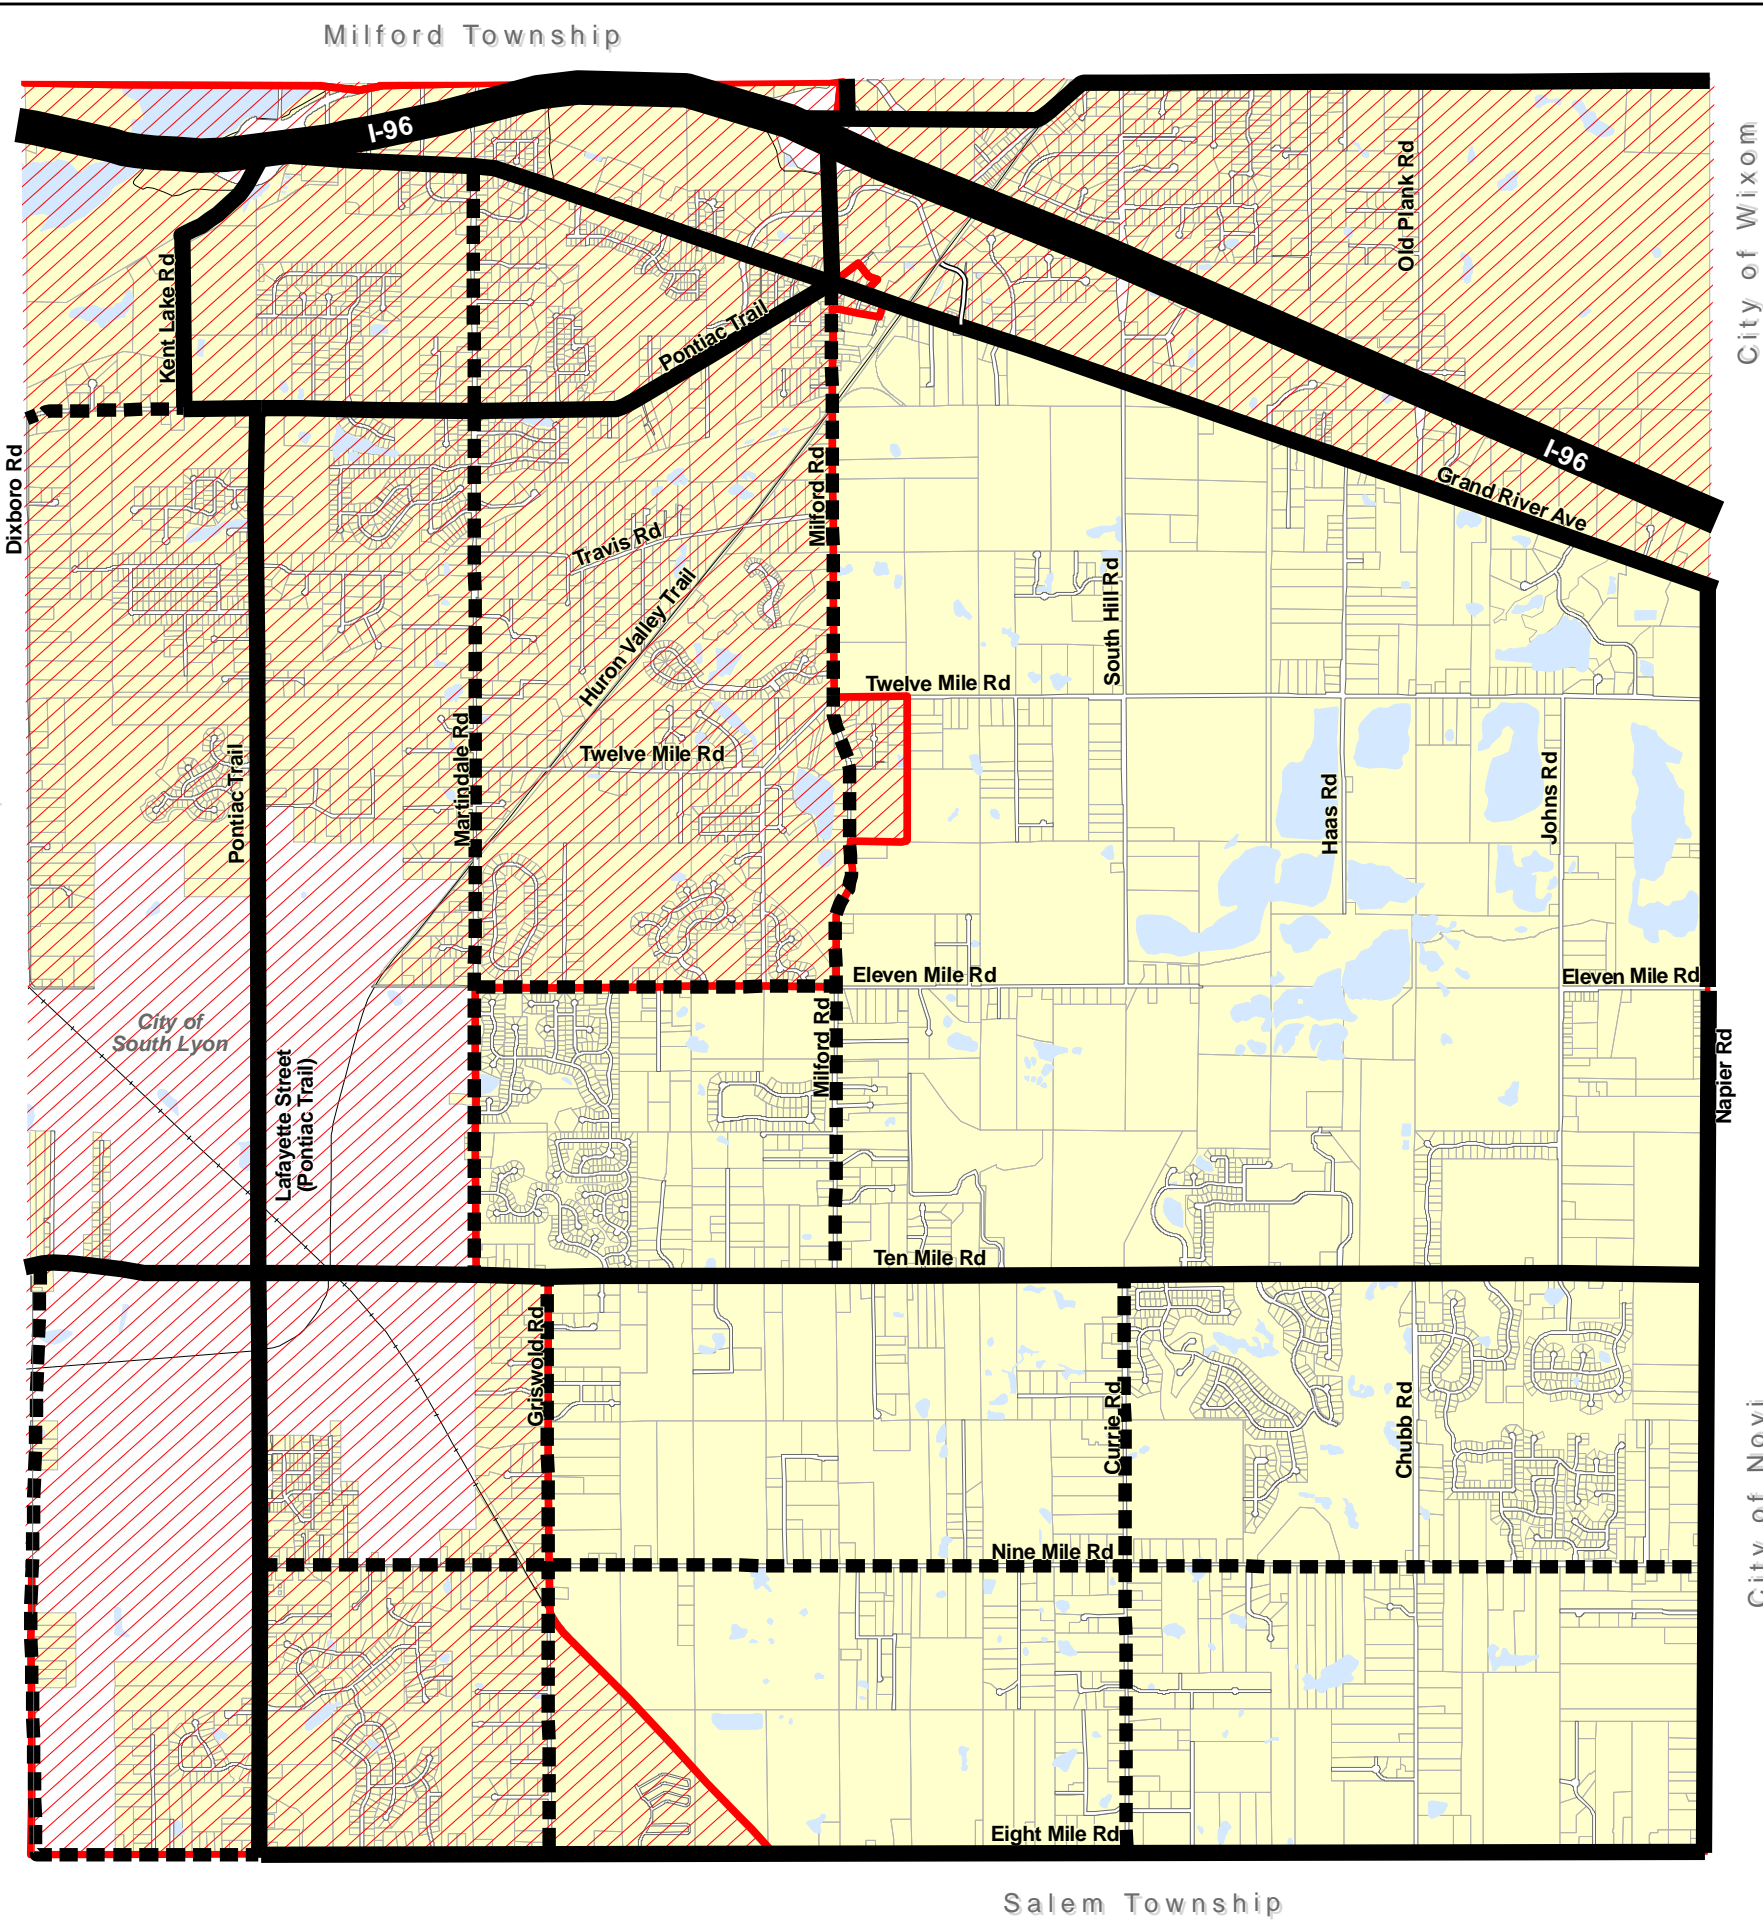 Milford Township
I-96
City of Wixom
Old Plank Rd
Kent Lake Rd
Pontiac Trail
Dixboro Rd
Milford Rd
I-96
Grand River Ave
Travis Rd
Huron Valley Trail
South Hill Rd
Twelve Mile Rd
Twelve Mile Rd
Martindale Rd
Pontiac Trail
Haas Rd
Johns Rd
Eleven Mile Rd
Eleven Mile Rd
City of
South Lyon
Milford Rd
Napier Rd
Lafayette Street
(Pontiac Trail)
Ten Mile Rd
Griswold Rd
Currie Rd
Chubb Rd
City of Novi
Nine Mile Rd
Eight Mile Rd
Salem Township